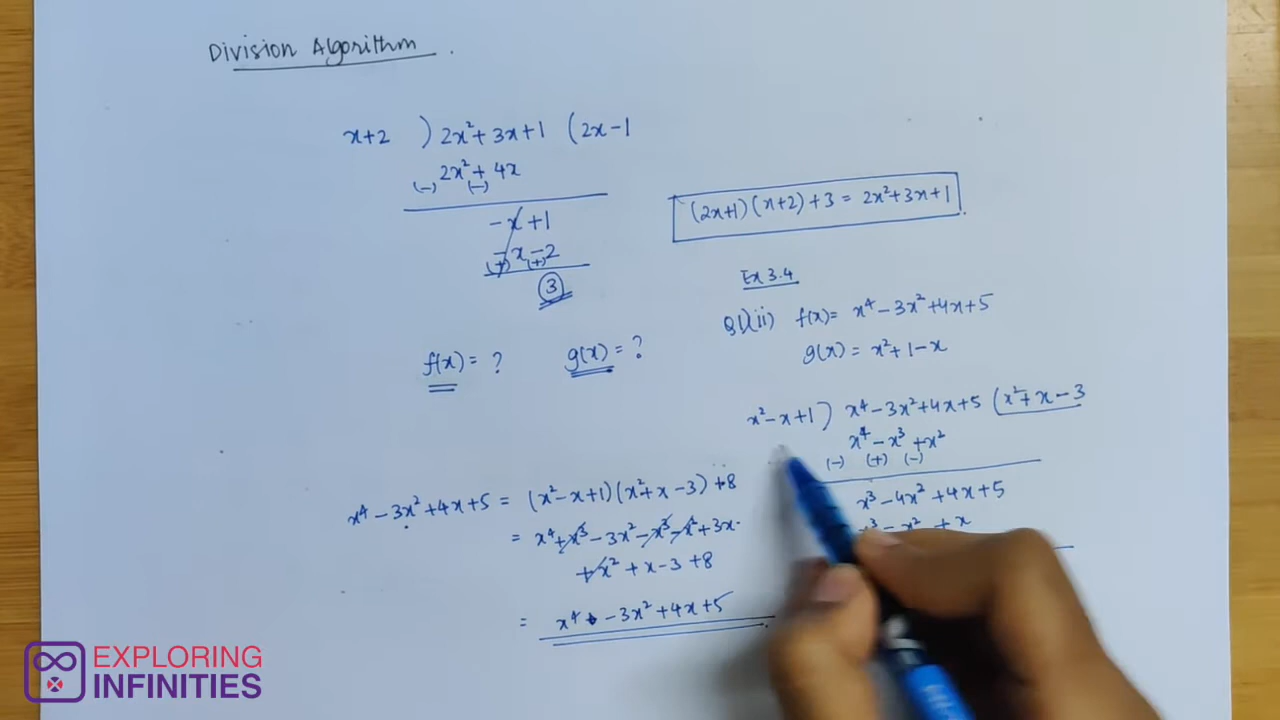 Division Algorithm .
x+2 ) 2x² + 3x + 1 ( 2x - 1
2x² + 4x
(-) (-)
-x + 1
-x - 2
(+) (+)
3
(2x+1)(x+2)+3 = 2x²+3x+1
Ex 3.4
Q1)(ii) f(x) = x⁴ - 3x² + 4x + 5
g(x) = x² + 1 - x
f(x) = ? g(x) = ?
x² - x + 1 ) x⁴ - 3x² + 4x + 5 ( x² + x - 3
x⁴ - x³ + x²
(-) (+) (-)
x³ - 4x² + 4x + 5
x³ - x² + x
x⁴ - 3x² + 4x + 5 = (x² - x + 1)(x² + x - 3) + 8
= x⁴ + x³ - 3x² - x³ - x² + 3x
+ x² + x - 3 + 8
= x⁴ - 3x² + 4x + 5
EXPLORING
INFINITIES